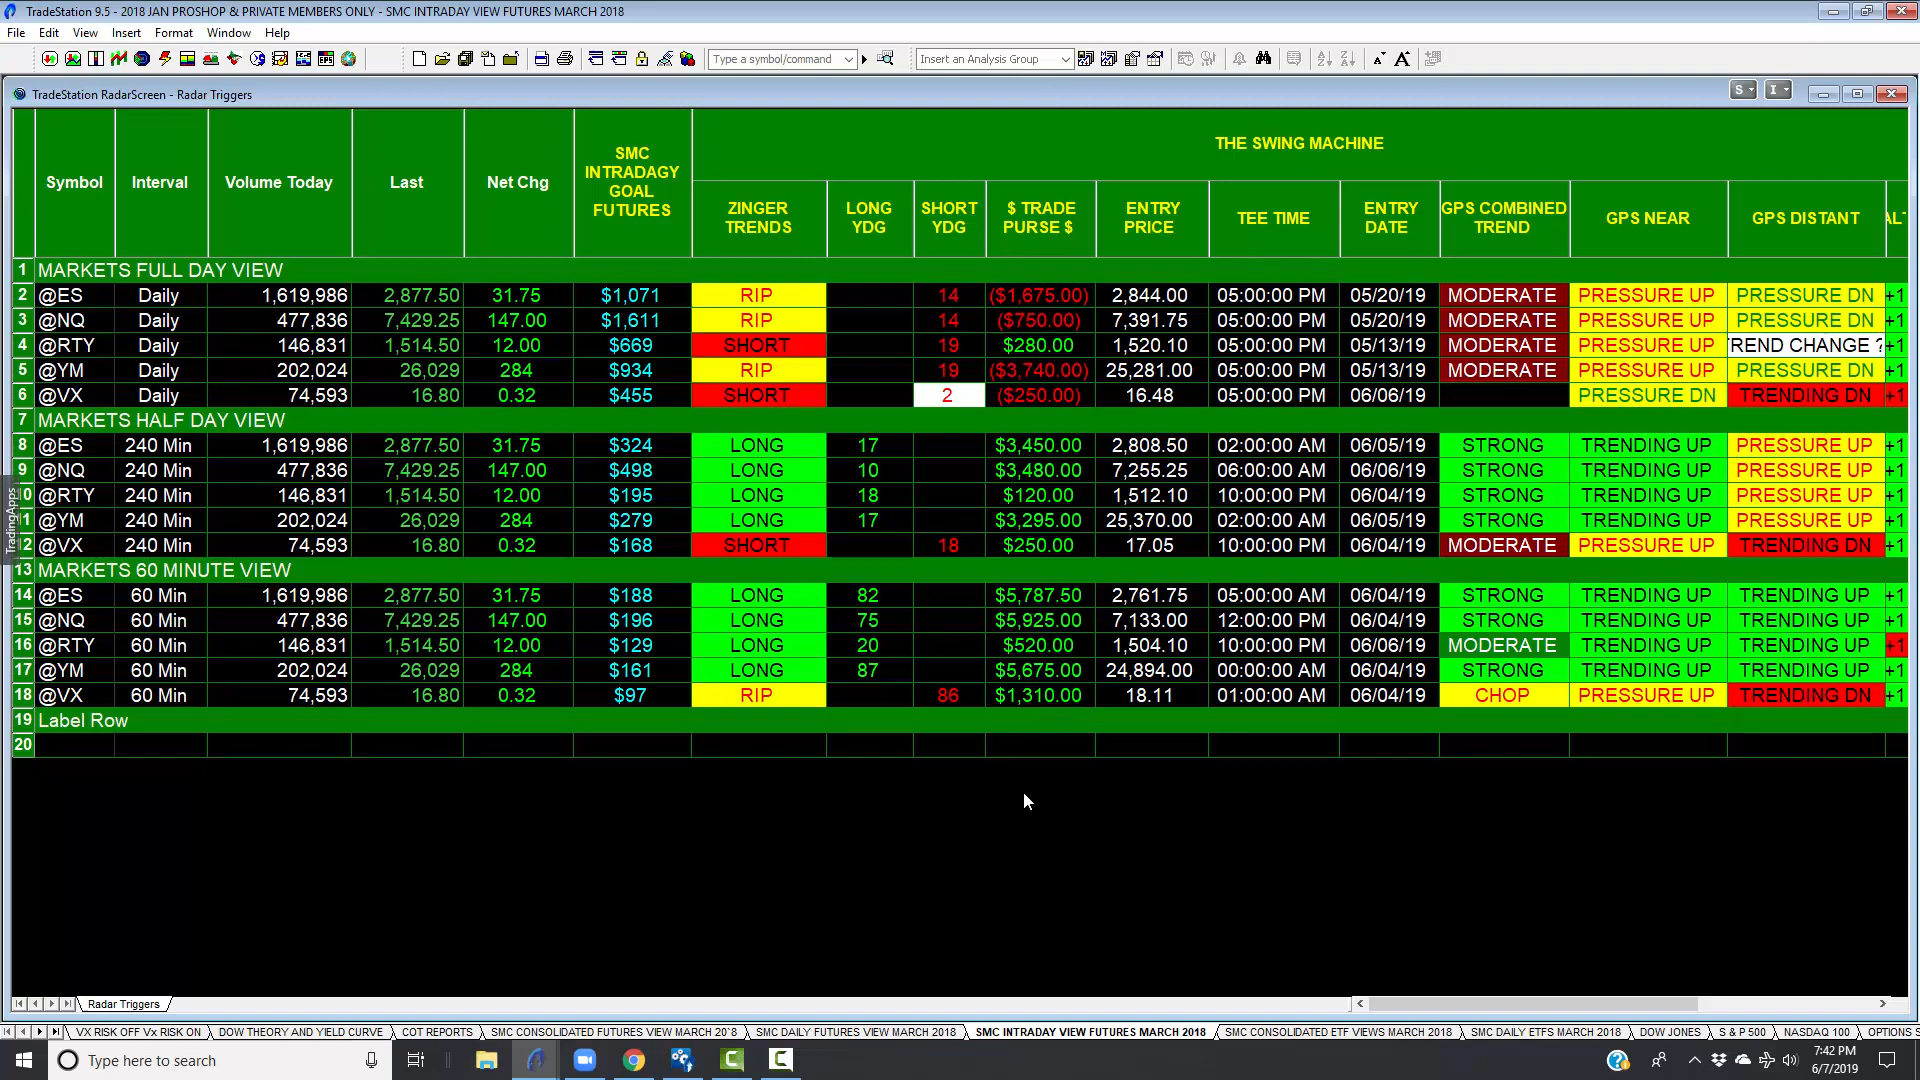 TradeStation 9.5 - 2018 JAN PROSHOP & PRIVATE MEMBERS ONLY - SMC INTRADAY VIEW FUTURES MARCH 2018
File Edit View Insert Format Window Help
Type a symbol/command Insert an Analysis Group
TradeStation RadarScreen - Radar Triggers S I
THE SWING MACHINE
Symbol Interval Volume Today Last Net Chg SMC INTRADAGY GOAL FUTURES ZINGER TRENDS LONG YDG SHORT YDG $ TRADE PURSE $ ENTRY PRICE TEE TIME ENTRY DATE GPS COMBINED TREND GPS NEAR GPS DISTANT
1 MARKETS FULL DAY VIEW
2 @ES Daily 1,619,986 2,877.50 31.75 $1,071 RIP 14 ($1,675.00) 2,844.00 05:00:00 PM 05/20/19 MODERATE PRESSURE UP PRESSURE DN +1
3 @NQ Daily 477,836 7,429.25 147.00 $1,611 RIP 14 ($750.00) 7,391.75 05:00:00 PM 05/20/19 MODERATE PRESSURE UP PRESSURE DN +1
4 @RTY Daily 146,831 1,514.50 12.00 $669 SHORT 19 $280.00 1,520.10 05:00:00 PM 05/13/19 MODERATE PRESSURE UP TREND CHANGE ? +1
5 @YM Daily 202,024 26,029 284 $934 RIP 19 ($3,740.00) 25,281.00 05:00:00 PM 05/13/19 MODERATE PRESSURE UP PRESSURE DN +1
6 @VX Daily 74,593 16.80 0.32 $455 SHORT 2 ($250.00) 16.48 05:00:00 PM 06/06/19 PRESSURE DN TRENDING DN +1
7 MARKETS HALF DAY VIEW
8 @ES 240 Min 1,619,986 2,877.50 31.75 $324 LONG 17 $3,450.00 2,808.50 02:00:00 AM 06/05/19 STRONG TRENDING UP PRESSURE UP +1
9 @NQ 240 Min 477,836 7,429.25 147.00 $498 LONG 10 $3,480.00 7,255.25 06:00:00 AM 06/06/19 STRONG TRENDING UP PRESSURE UP +1
10 @RTY 240 Min 146,831 1,514.50 12.00 $195 LONG 18 $120.00 1,512.10 10:00:00 PM 06/04/19 STRONG TRENDING UP PRESSURE UP +1
11 @YM 240 Min 202,024 26,029 284 $279 LONG 17 $3,295.00 25,370.00 02:00:00 AM 06/05/19 STRONG TRENDING UP PRESSURE UP +1
12 @VX 240 Min 74,593 16.80 0.32 $168 SHORT 18 $250.00 17.05 10:00:00 PM 06/04/19 MODERATE PRESSURE UP TRENDING DN +1
13 MARKETS 60 MINUTE VIEW
14 @ES 60 Min 1,619,986 2,877.50 31.75 $188 LONG 82 $5,787.50 2,761.75 05:00:00 AM 06/04/19 STRONG TRENDING UP TRENDING UP +1
15 @NQ 60 Min 477,836 7,429.25 147.00 $196 LONG 75 $5,925.00 7,133.00 12:00:00 PM 06/04/19 STRONG TRENDING UP TRENDING UP +1
16 @RTY 60 Min 146,831 1,514.50 12.00 $129 LONG 20 $520.00 1,504.10 10:00:00 PM 06/06/19 MODERATE TRENDING UP TRENDING UP +1
17 @YM 60 Min 202,024 26,029 284 $161 LONG 87 $5,675.00 24,894.00 00:00:00 AM 06/04/19 STRONG TRENDING UP TRENDING UP +1
18 @VX 60 Min 74,593 16.80 0.32 $97 RIP 86 $1,310.00 18.11 01:00:00 AM 06/04/19 CHOP PRESSURE UP TRENDING DN +1
19 Label Row
20
TradingApps
Radar Triggers
VX RISK OFF Vx RISK ON DOW THEORY AND YIELD CURVE COT REPORTS SMC CONSOLIDATED FUTURES VIEW MARCH 20*8 SMC DAILY FUTURES VIEW MARCH 2018 SMC INTRADAY VIEW FUTURES MARCH 2018 SMC CONSOLIDATED ETF VIEWS MARCH 2018 SMC DAILY ETFS MARCH 2018 DOW JONES S & P 500 NASDAQ 100 OPTIONS S
Type here to search
7:42 PM
6/7/2019